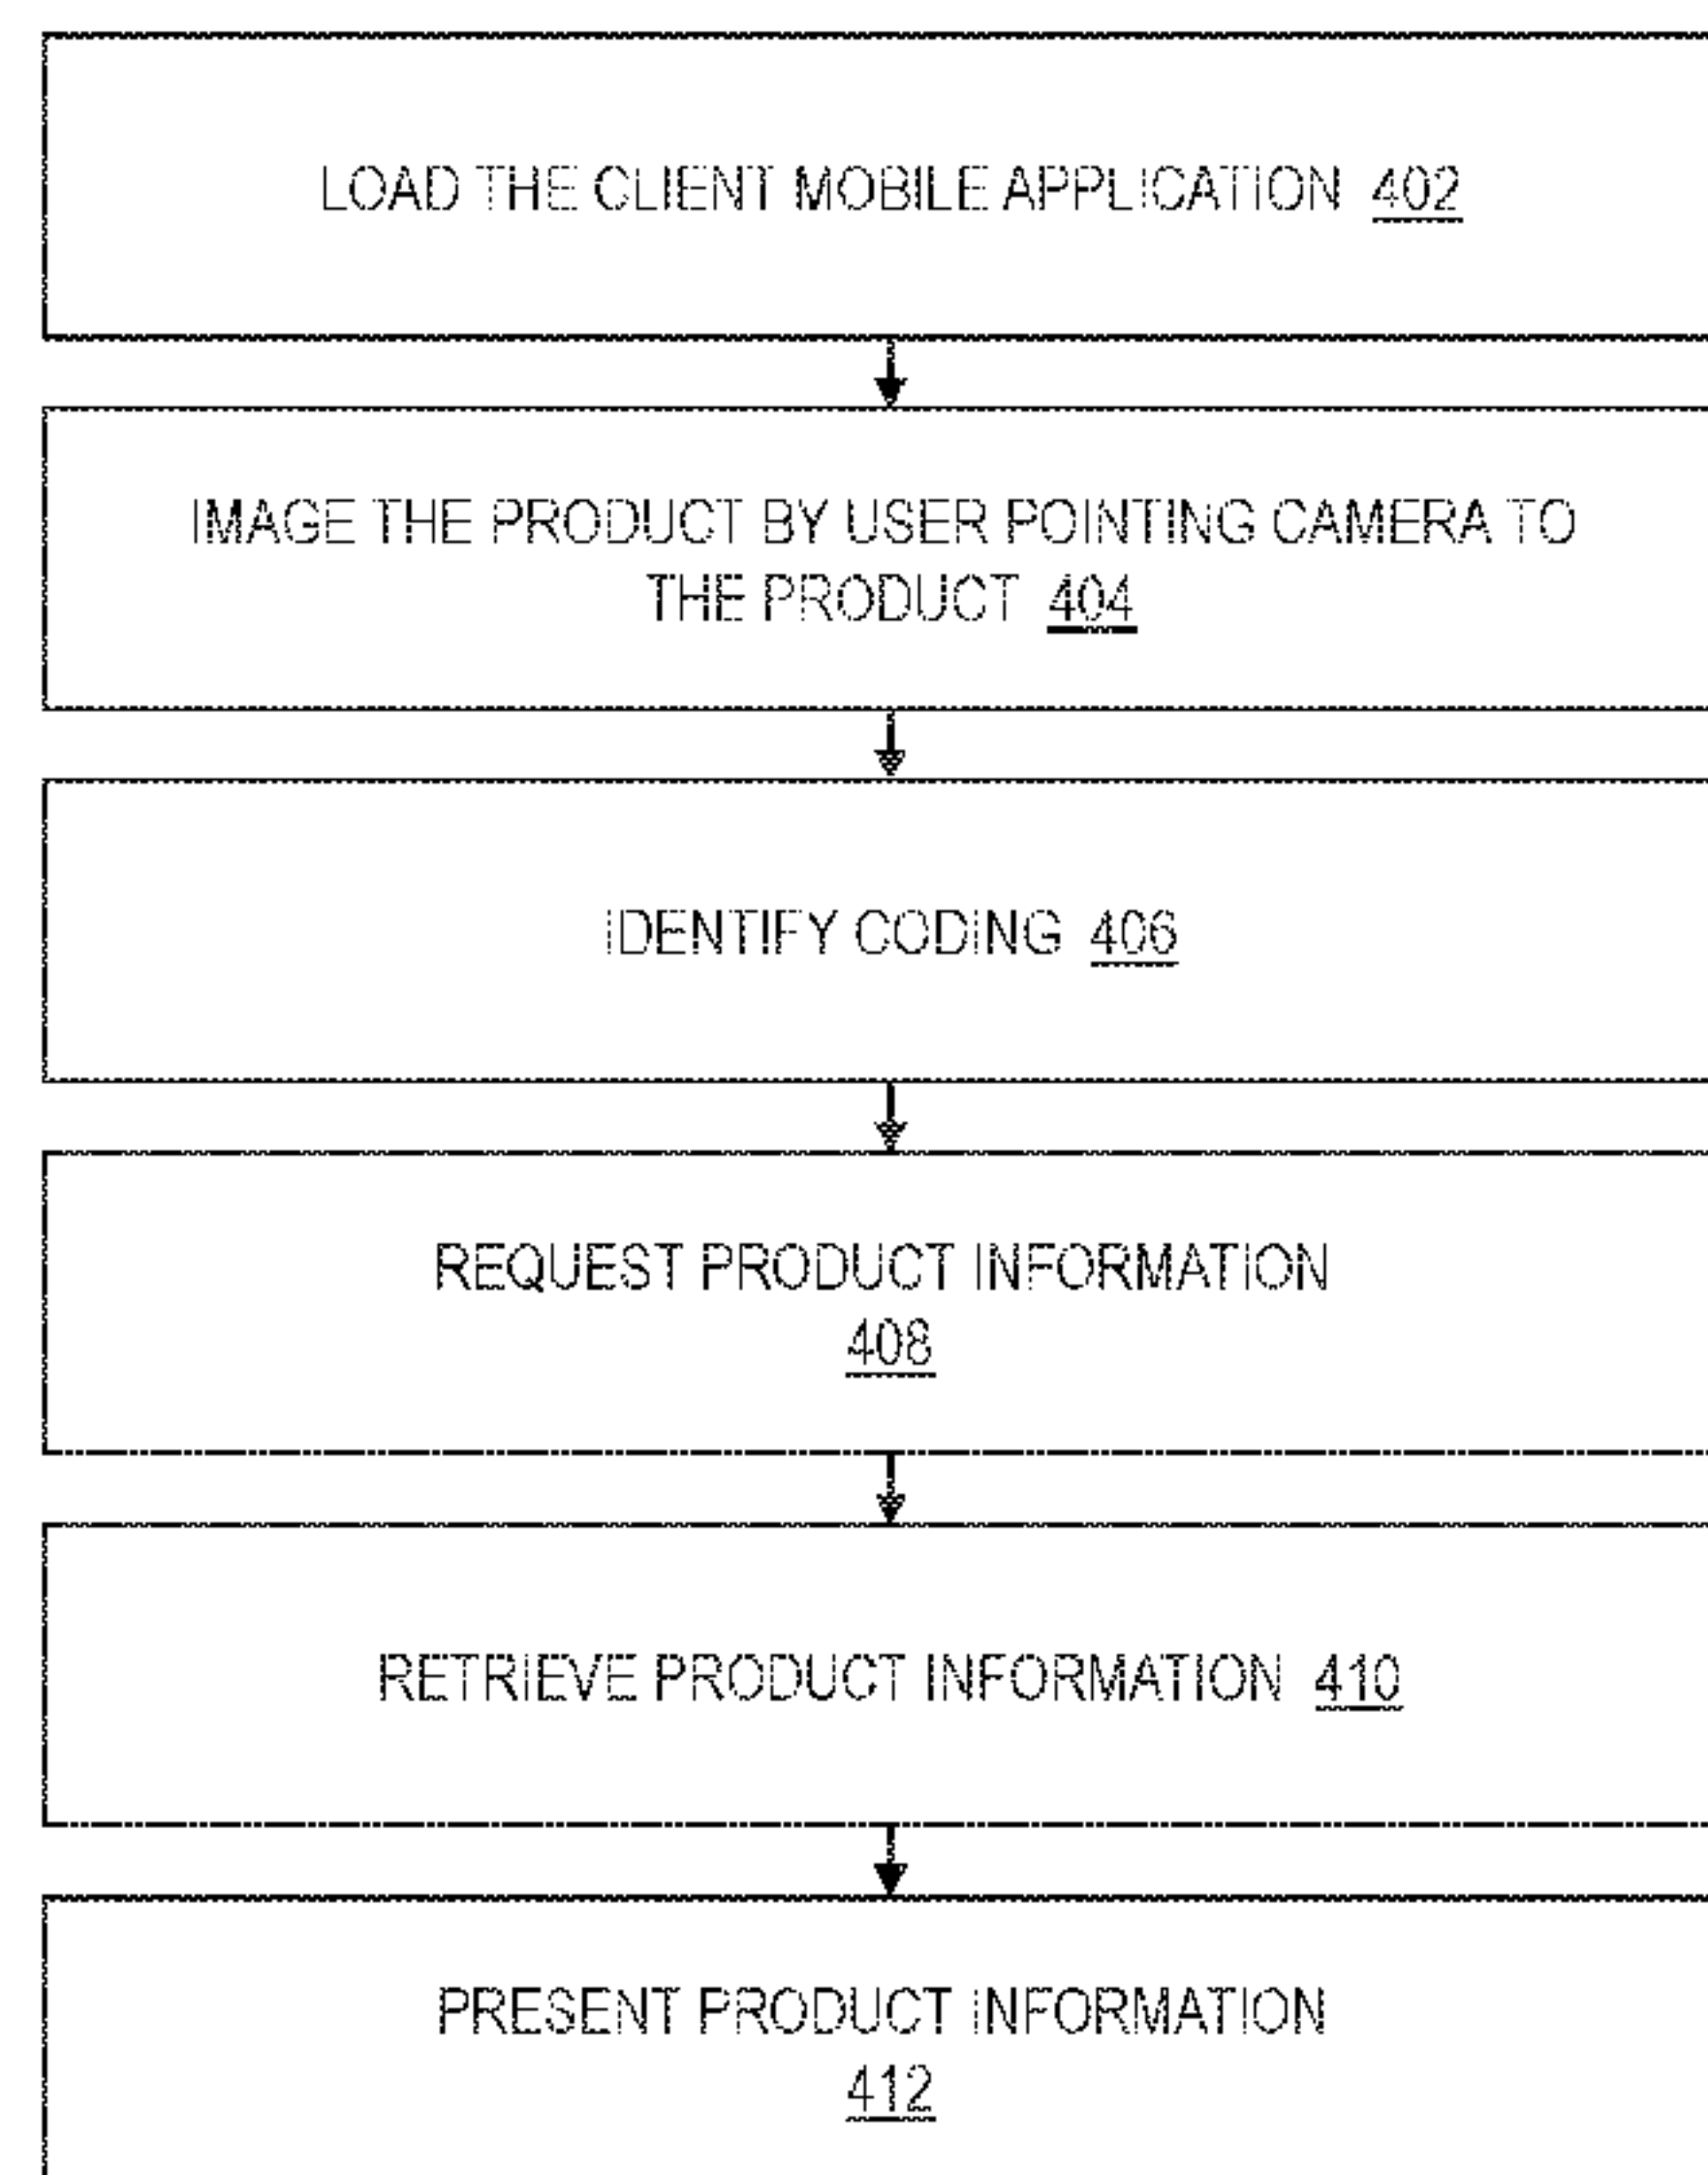 LOAD THE CLIENT MOBILE APPLICATION 402
IMAGE THE PRODUCT BY USER POINTING CAMERA TO
THE PRODUCT 404
IDENTIFY CODING 406
REQUEST PRODUCT INFORMATION
408
RETRIEVE PRODUCT INFORMATION 410
PRESENT PRODUCT INFORMATION
412